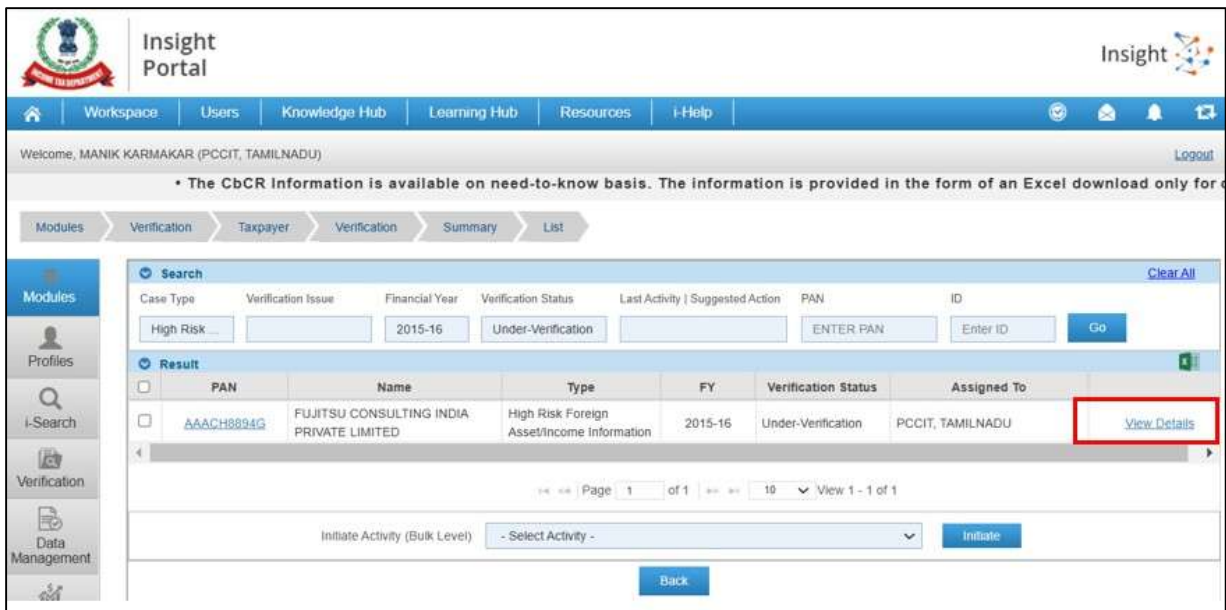 Insight
Portal
INCOME TAX DEPARTMENT
Insight
Workspace Users Knowledge Hub Learning Hub Resources i-Help
Welcome, MANIK KARMAKAR (PCCIT, TAMILNADU) Logout
• The CbCR Information is available on need-to-know basis. The information is provided in the form of an Excel download only for
Modules Verification Taxpayer Verification Summary List
Modules
Profiles
i-Search
Verification
Data
Management
Search Clear All
Case Type Verification Issue Financial Year Verification Status Last Activity | Suggested Action PAN ID
High Risk ... 2015-16 Under-Verification ENTER PAN Enter ID Go
Result
PAN Name Type FY Verification Status Assigned To
AAACH8894G FUJITSU CONSULTING INDIA PRIVATE LIMITED High Risk Foreign Asset/Income Information 2015-16 Under-Verification PCCIT, TAMILNADU View Details
Page 1 of 1 10 View 1 - 1 of 1
Initiate Activity (Bulk Level) - Select Activity - Initiate
Back